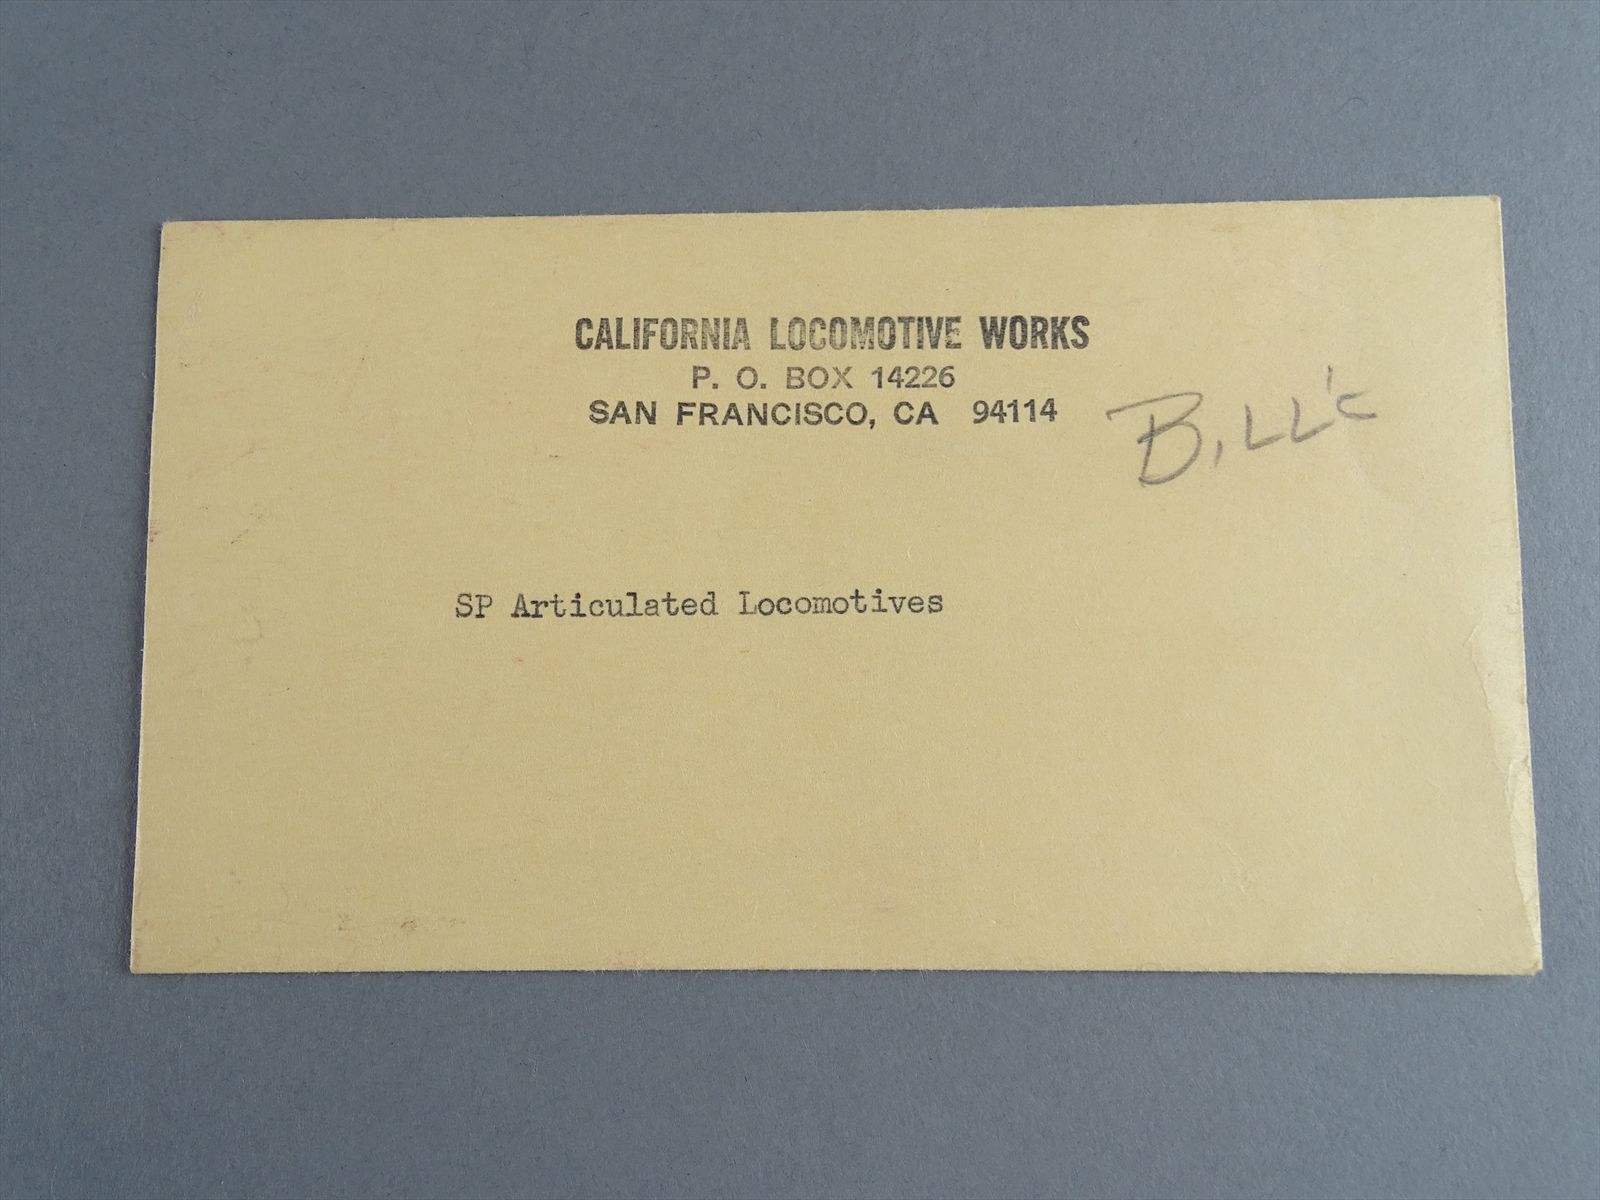 CALIFORNIA LOCOMOTIVE WORKS
P. O. BOX 14226
SAN FRANCISCO, CA 94114
BiLL'S
SP Articulated Locomotives